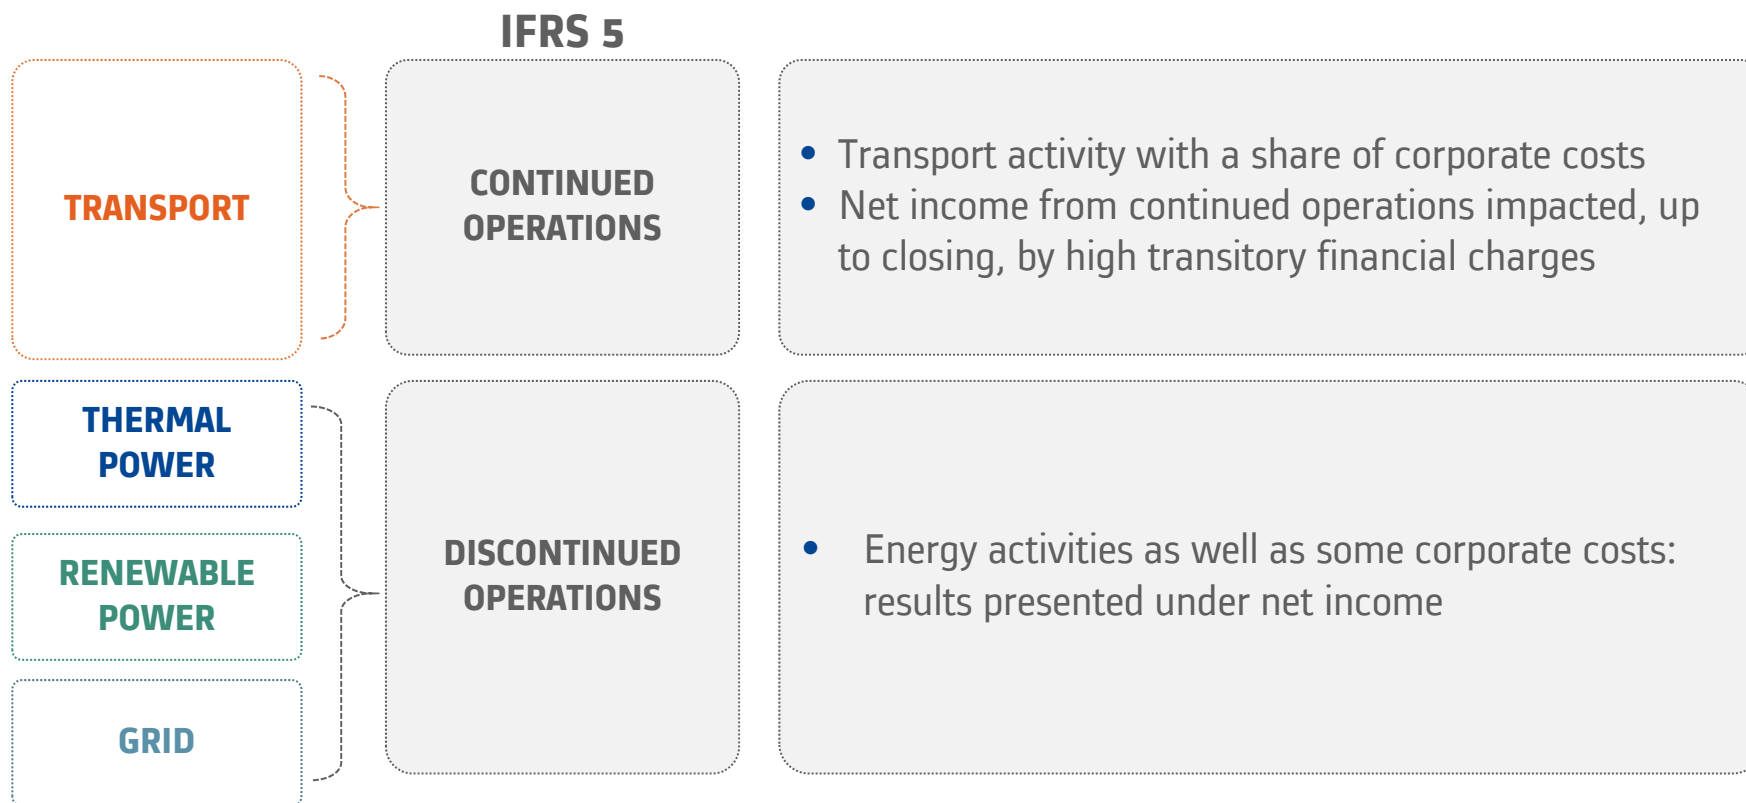 IFRS 5
TRANSPORT
CONTINUED
OPERATIONS
• Transport activity with a share of corporate costs
• Net income from continued operations impacted, up
to closing, by high transitory financial charges
THERMAL
POWER
RENEWABLE
POWER
GRID
DISCONTINUED
OPERATIONS
• Energy activities as well as some corporate costs:
results presented under net income